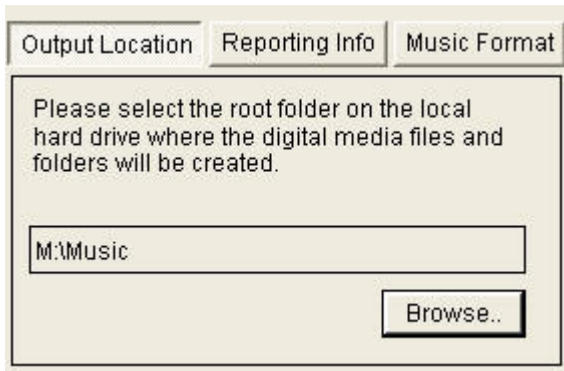 Output Location Reporting Info Music Format
Please select the root folder on the local
hard drive where the digital media files and
folders will be created.
M:\Music
Browse..